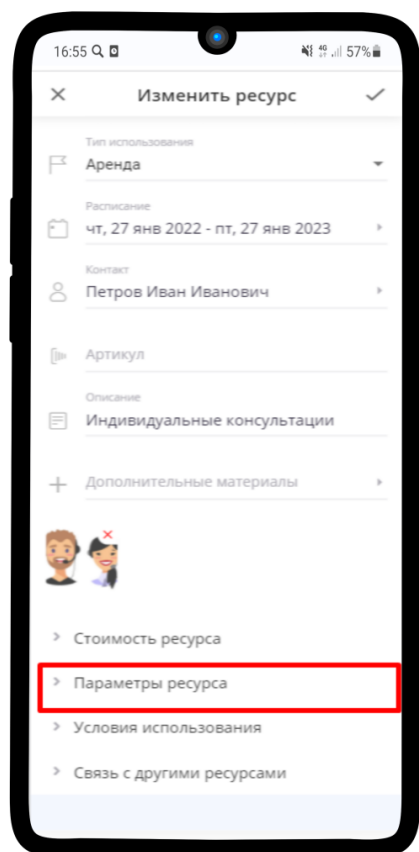 16:55
57%
Изменить ресурс
Тип использования
Аренда
Расписание
чт, 27 янв 2022 - пт, 27 янв 2023
Контакт
Петров Иван Иванович
Артикул
Описание
Индивидуальные консультации
Дополнительные материалы
Стоимость ресурса
Параметры ресурса
Условия использования
Связь с другими ресурсами